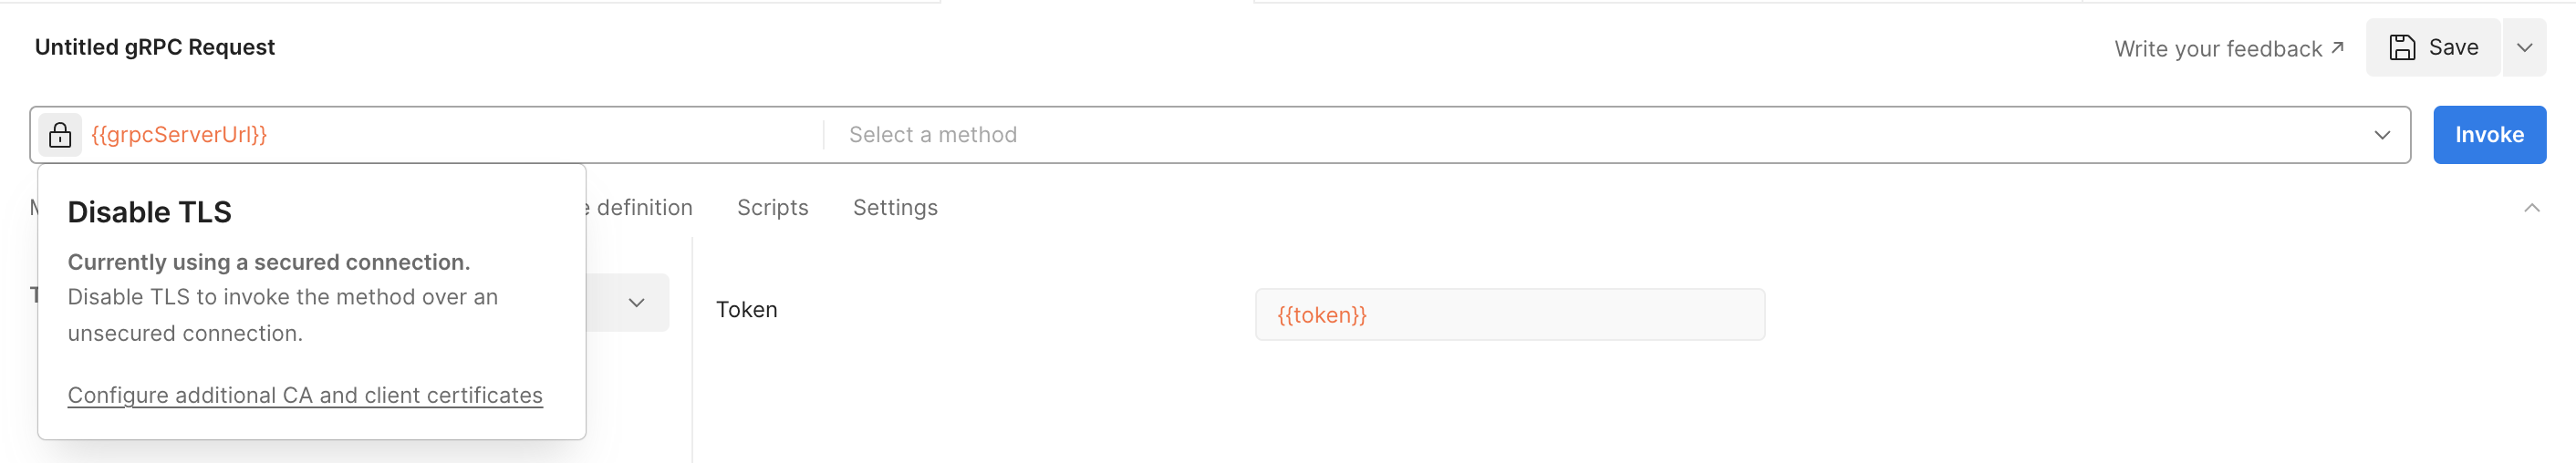 Untitled gRPC Request
Write your feedback ↗
Save
{{grpcServerUrl}}
Select a method
Invoke
definition
Scripts
Settings
Disable TLS
Currently using a secured connection.
Disable TLS to invoke the method over an
unsecured connection.
Configure additional CA and client certificates
Token
{{token}}